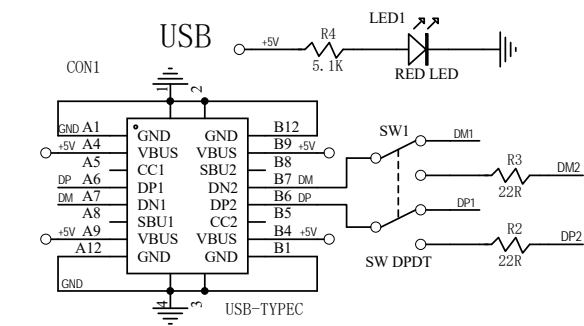 USB
+5V
R4
5.1K
LED1
RED LED
CON1
1
2
GND A1
GND
GND
B12
+5V A4
VBUS
VBUS
B9 +5V
A5
CC1
SBU2
B8
DP A6
DP1
DN2
B7 DM
DM A7
DN1
DP2
B6 DP
A8
SBU1
CC2
B5
+5V A9
VBUS
VBUS
B4 +5V
A12
GND
GND
B1
GND
4
3
USB-TYPEC
SW1
DM1
R3
DM2
22R
DP1
R2
DP2
22R
SW DPDT